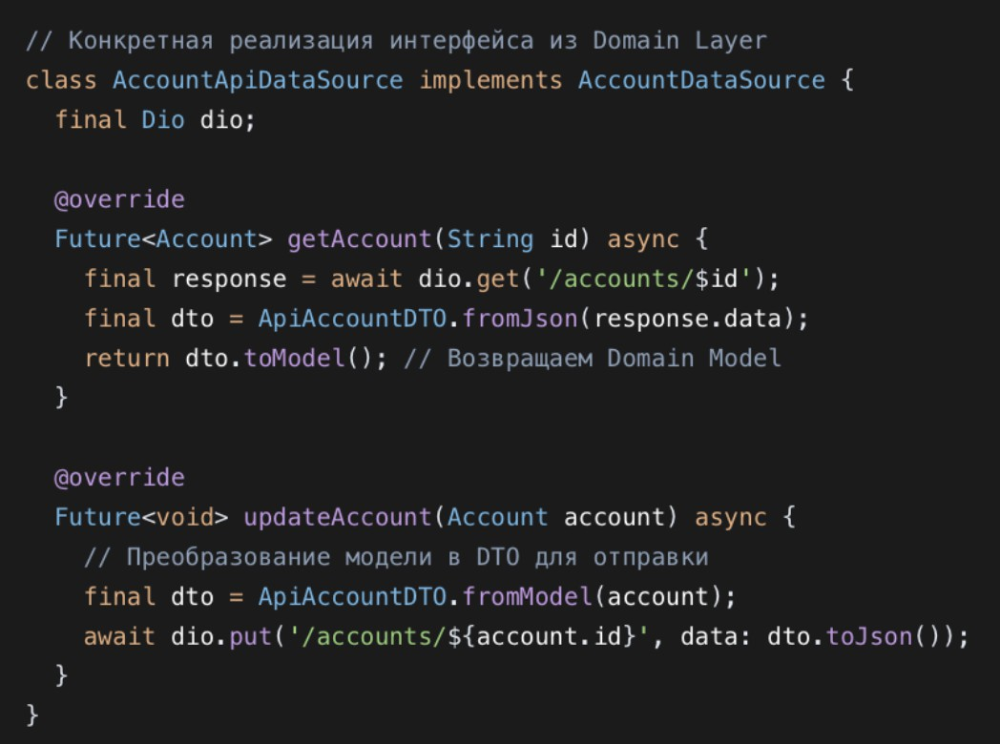 // Конкретная реализация интерфейса из Domain Layer
class AccountApiDataSource implements AccountDataSource {
  final Dio dio;

  @override
  Future<Account> getAccount(String id) async {
    final response = await dio.get('/accounts/$id');
    final dto = ApiAccountDTO.fromJson(response.data);
    return dto.toModel(); // Возвращаем Domain Model
  }

  @override
  Future<void> updateAccount(Account account) async {
    // Преобразование модели в DTO для отправки
    final dto = ApiAccountDTO.fromModel(account);
    await dio.put('/accounts/${account.id}', data: dto.toJson());
  }
}